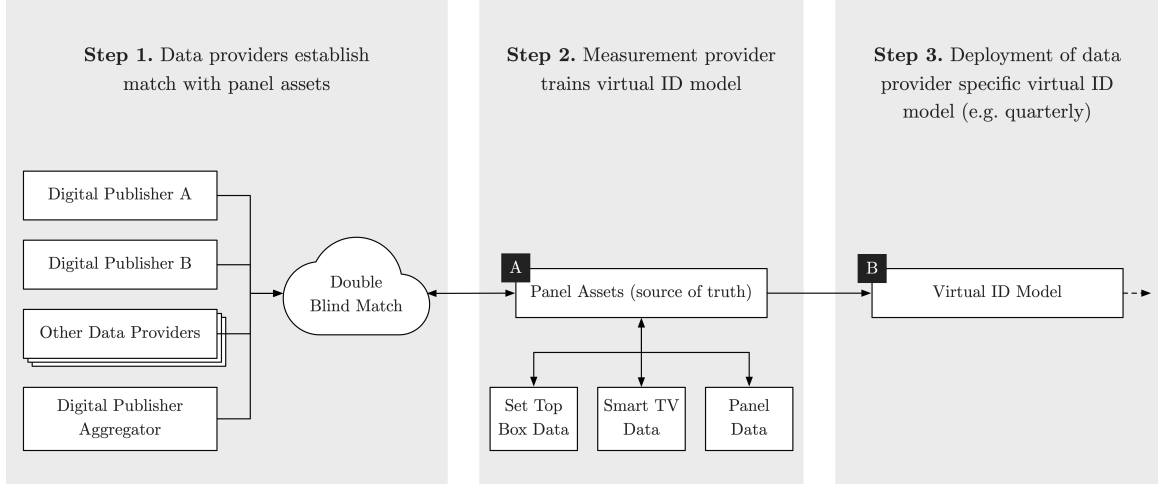 Step 1. Data providers establish
match with panel assets
Digital Publisher A
Digital Publisher B
Other Data Providers
Digital Publisher
Aggregator
Double
Blind Match
Step 2. Measurement provider
trains virtual ID model
A
Panel Assets (source of truth)
Set Top
Box Data
Smart TV
Data
Panel
Data
Step 3. Deployment of data
provider specific virtual ID
model (e.g. quarterly)
B
Virtual ID Model